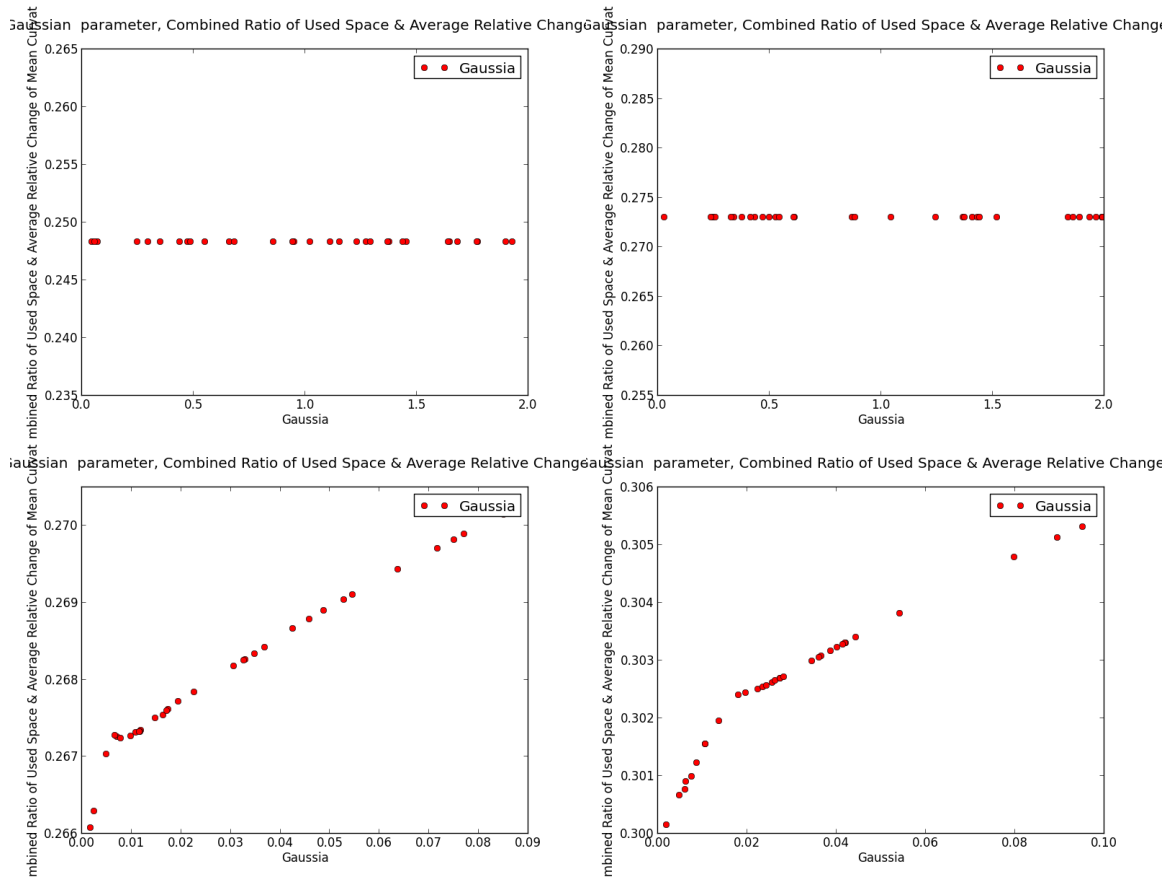 Gaussian parameter, Combined Ratio of Used Space & Average Relative Change
mbined Ratio of Used Space & Average Relative Change of Mean Curvat
0.265
0.260
0.255
0.250
0.245
0.240
0.235
Gaussia
0.0 0.5 1.0 1.5 2.0
Gaussia
Gaussian parameter, Combined Ratio of Used Space & Average Relative Change
mbined Ratio of Used Space & Average Relative Change of Mean Curvat
0.290
0.285
0.280
0.275
0.270
0.265
0.260
0.255
Gaussia
0.0 0.5 1.0 1.5 2.0
Gaussia
Gaussian parameter, Combined Ratio of Used Space & Average Relative Change
mbined Ratio of Used Space & Average Relative Change of Mean Curvat
0.270
0.269
0.268
0.267
0.266
Gaussia
0.00 0.01 0.02 0.03 0.04 0.05 0.06 0.07 0.08 0.09
Gaussia
Gaussian parameter, Combined Ratio of Used Space & Average Relative Change
mbined Ratio of Used Space & Average Relative Change of Mean Curvat
0.306
0.305
0.304
0.303
0.302
0.301
0.300
Gaussia
0.00 0.02 0.04 0.06 0.08 0.10
Gaussia